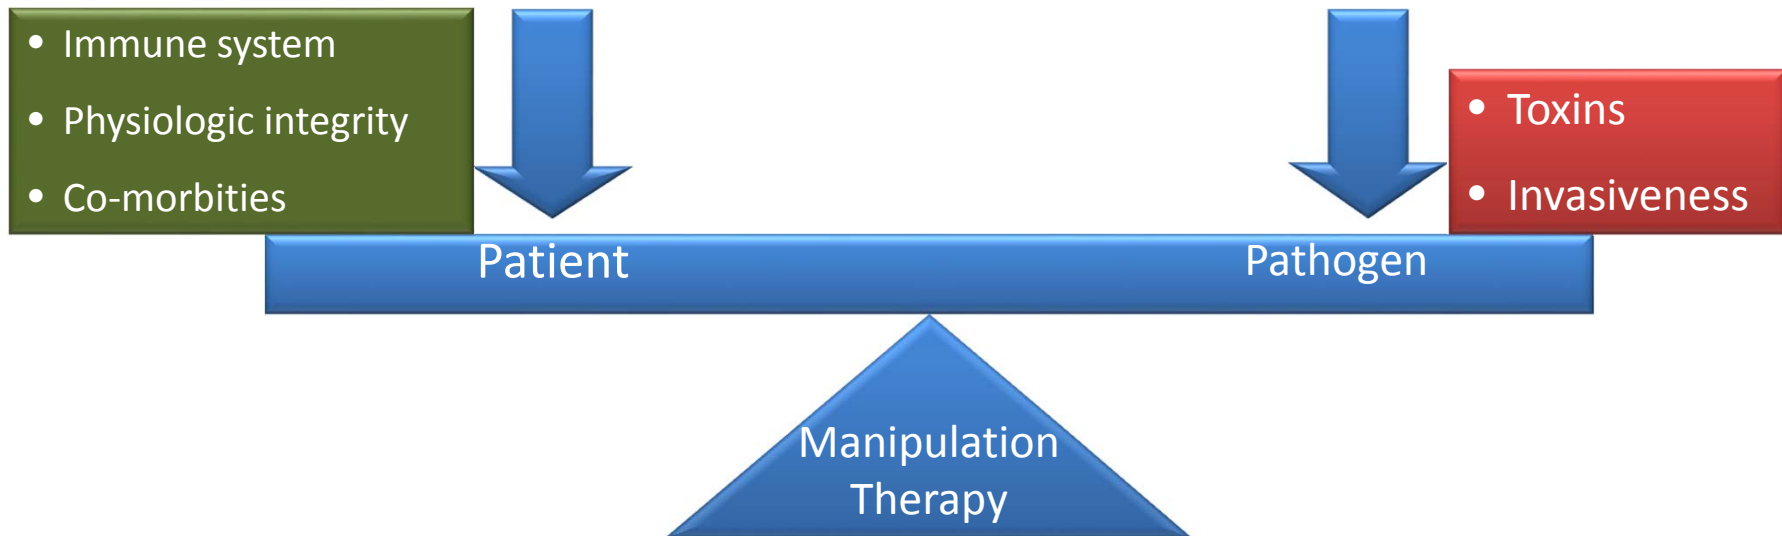 • Immune system
• Physiologic integrity
• Co-morbities
• Toxins
• Invasiveness
Patient
Pathogen
Manipulation
Therapy